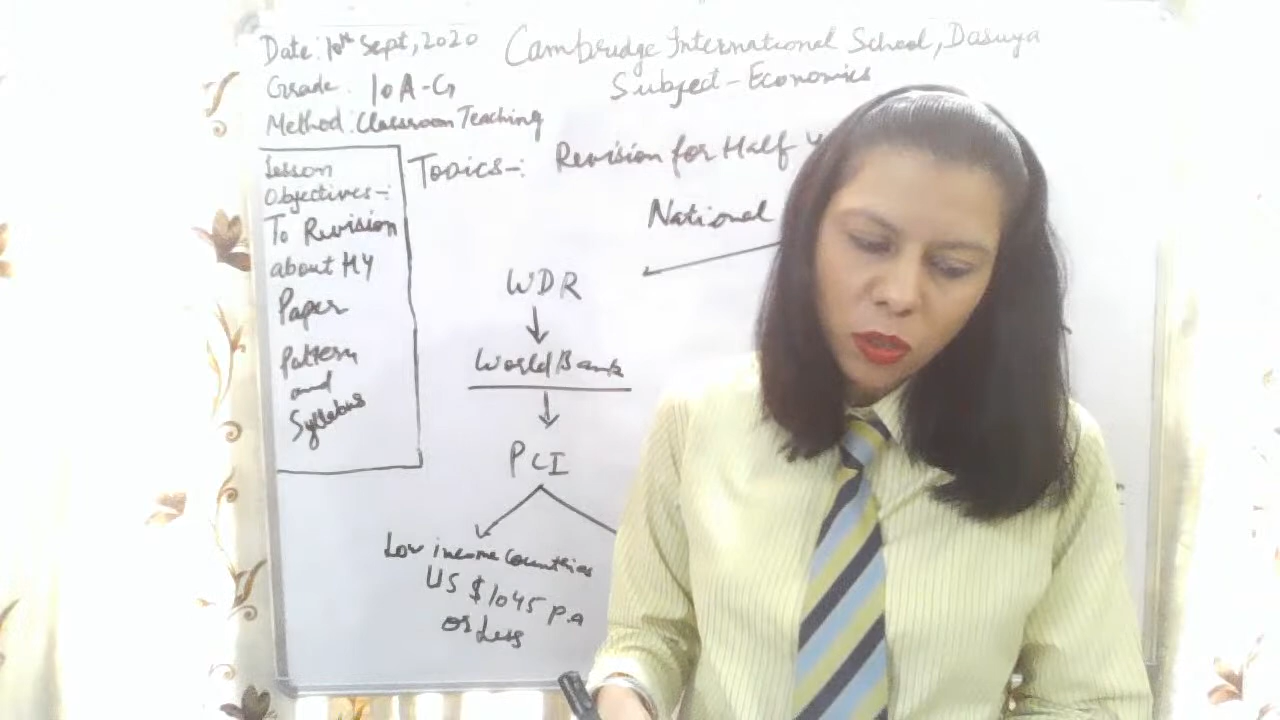 Date: 10th Sept, 2020
Cambridge International School, Dasuya
Grade: 10 A-G
Subject - Economics
Method: Classroom Teaching
Topics-: Revision for Half
Lesson
Objectives-:
To Revision
about HY
Paper
Pattern
and
Syllebus
National
WDR
World Bank
PCI
Low income Countries
US $1045 p.a
or Less